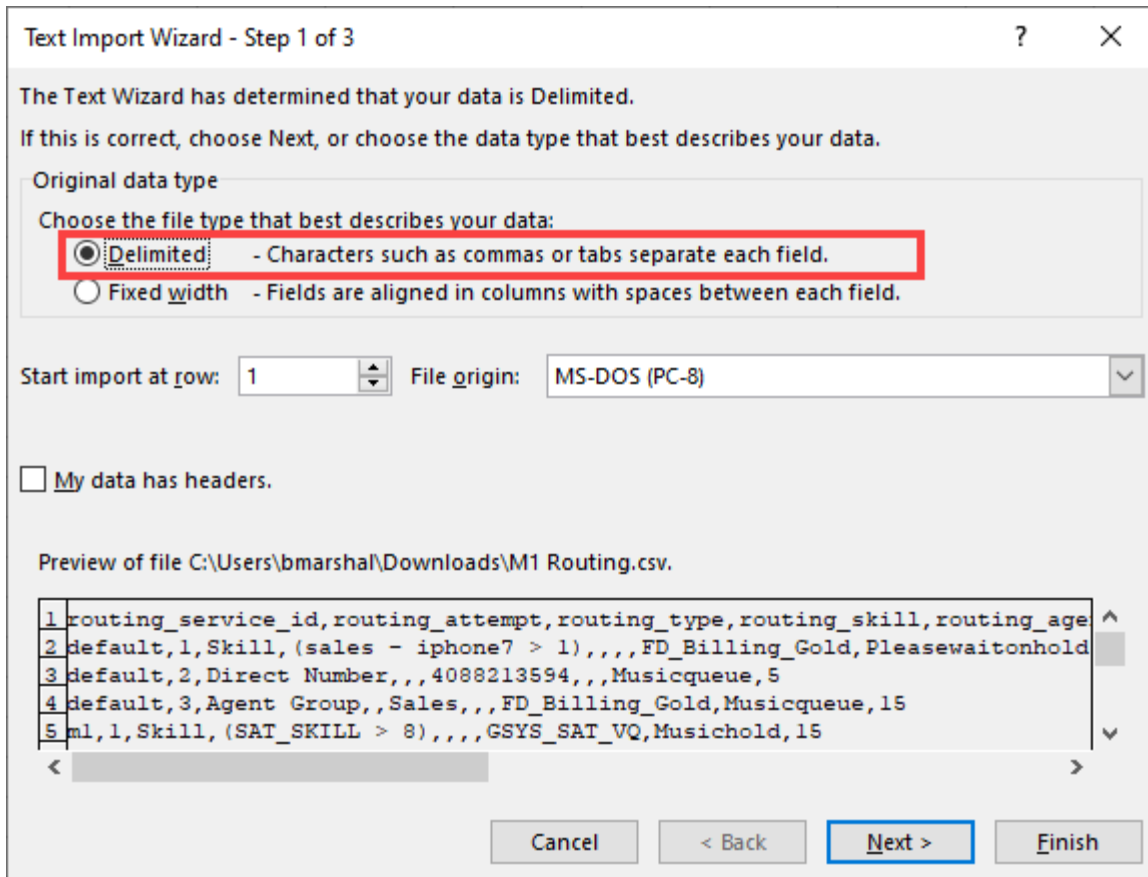 Text Import Wizard - Step 1 of 3 ?
The Text Wizard has determined that your data is Delimited.
If this is correct, choose Next, or choose the data type that best describes your data.
Original data type
Choose the file type that best describes your data:
Delimited - Characters such as commas or tabs separate each field.
Fixed width - Fields are aligned in columns with spaces between each field.
Start import at row: 1 File origin: MS-DOS (PC-8)
My data has headers.
Preview of file C:\Users\bmarshal\Downloads\M1 Routing.csv.
1 routing_service_id,routing_attempt,routing_type,routing_skill,routing_age
2 default,1,Skill,(sales - iphone7 > 1),,,,FD_Billing_Gold,Pleasewaitonhold
3 default,2,Direct Number,,,4088213594,,,Musicqueue,5
4 default,3,Agent Group,,Sales,,,FD_Billing_Gold,Musicqueue,15
5 m1,1,Skill,(SAT_SKILL > 8),,,,GSYS_SAT_VQ,Musichold,15
Cancel < Back Next > Finish